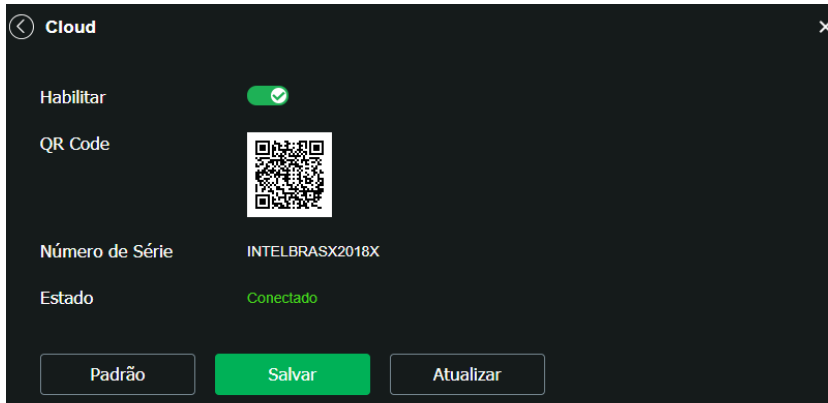 Cloud
Habilitar
QR Code
Número de Série INTELBRASX2018X
Estado Conectado
Padrão Salvar Atualizar